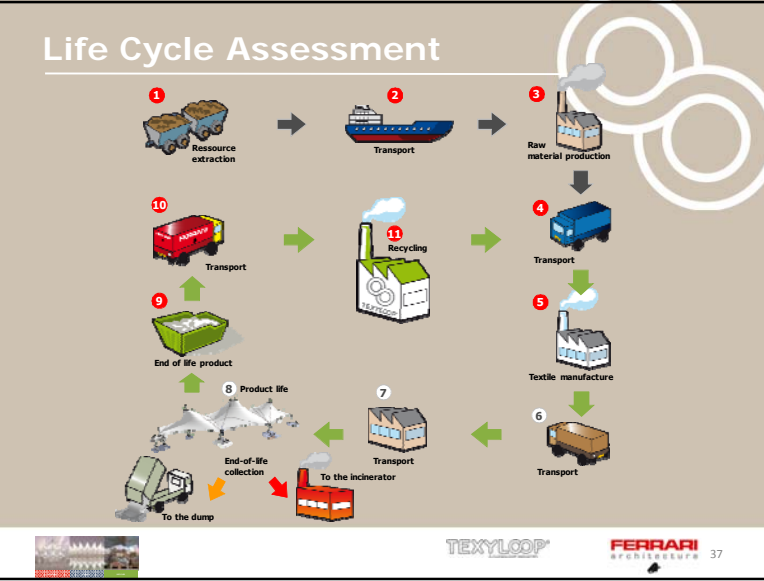 Life Cycle Assessment
1
Ressource
extraction
2
Transport
3
Raw
material production
10
Transport
11
Recycling
TEXYLOOP
4
Transport
9
End of life product
5
Textile manufacture
8 Product life
7
Transport
6
Transport
End-of-life
collection
To the incinerator
To the dump
TEXYLOOP®
FERRARI
architecture
37